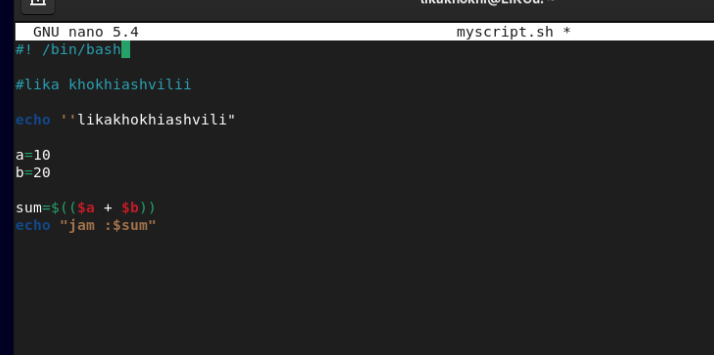 GNU nano 5.4 myscript.sh *
#! /bin/bash
#lika khokhiashvilii
echo ''likakhokhiashvili"
a=10
b=20
sum=$(($a + $b))
echo "jam :$sum"